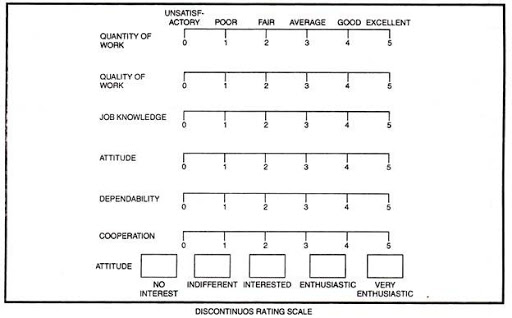 UNSATISF-
ACTORY POOR FAIR AVERAGE GOOD EXCELLENT
QUANTITY OF
WORK
0 1 2 3 4 5
QUALITY OF
WORK
0 1 2 3 4 5
JOB KNOWLEDGE
0 1 2 3 4 5
ATTITUDE
0 1 2 3 4 5
DEPENDABILITY
0 1 2 3 4 5
COOPERATION
0 1 2 3 4 5
ATTITUDE
NO
INTEREST
INDIFFERENT
INTERESTED
ENTHUSIASTIC
VERY
ENTHUSIASTIC
DISCONTINUOS RATING SCALE